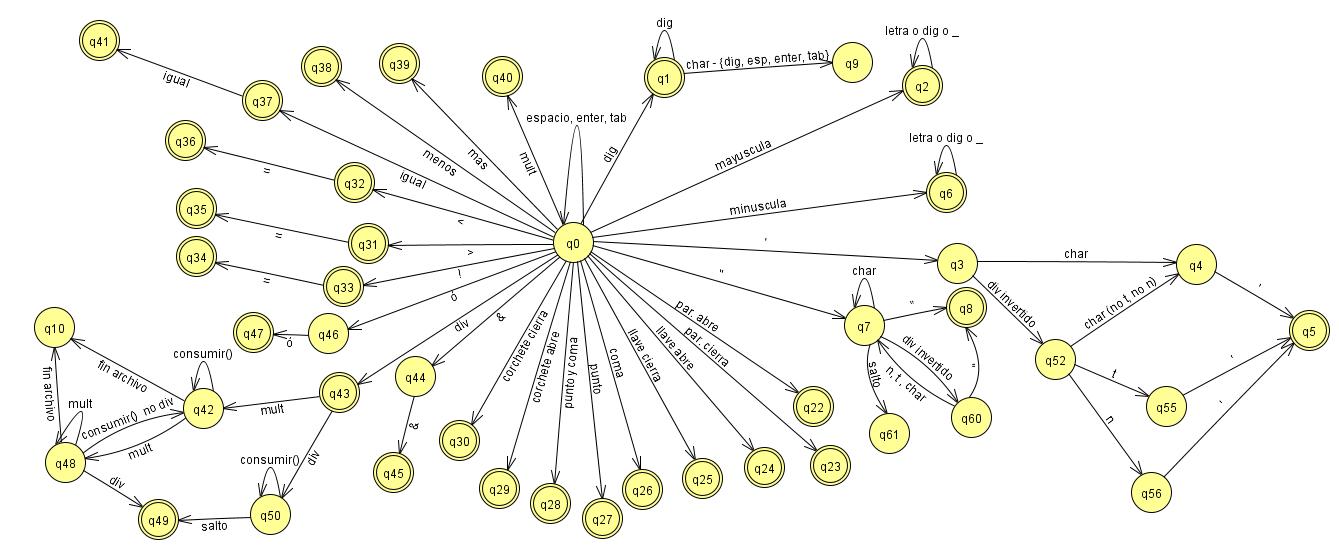 dig
letra o dig o _
q41
q38
q39
q40
q1
char - {dig, esp, enter, tab}
q9
q2
igual
q37
espacio, enter, tab
q36
menos
mas
mult
dig
mayuscula
letra o dig o _
=
q32
igual
q6
q35
<
minuscula
=
q31
q0
'
q34
>
q3
char
q4
=
q33
!
"
char
div invertido
char (no t, no n)
'
q10
q47
ó
q46
ó
div
&
corchete cierra
corchete abre
punto y coma
punto
coma
llave cierra
llave abre
par_cierra
par_abre
q7
"
q8
q5
consumir()
fin archivo
fin archivo
q44
div invertido
salto
n, t , char
"
q52
t
'
mult
consumir() no div
q42
mult
q43
q22
q60
q55
n
'
mult
&
q30
q61
q48
div
consumir()
div
q45
q29
q28
q27
q26
q25
q24
q23
q56
q49
salto
q50